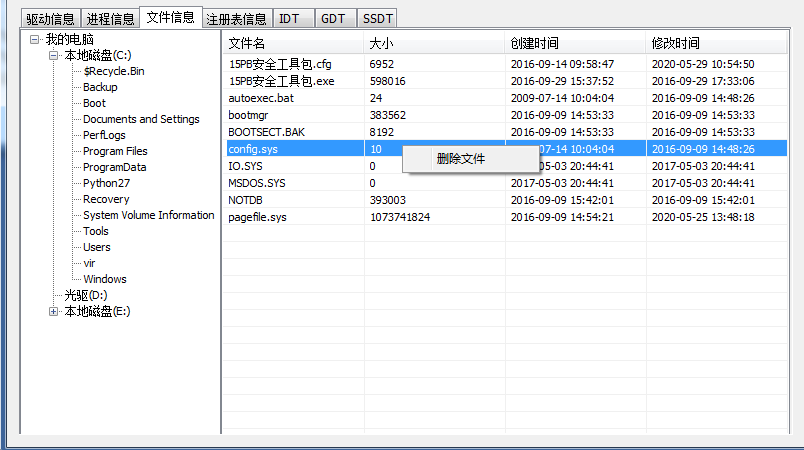 驱动信息 进程信息 文件信息 注册表信息 IDT GDT SSDT
我的电脑
本地磁盘(C:)
$Recycle.Bin
Backup
Boot
Documents and Settings
PerfLogs
Program Files
ProgramData
Python27
Recovery
System Volume Information
Tools
Users
vir
Windows
光驱(D:)
本地磁盘(E:)
文件名 大小 创建时间 修改时间
15PB安全工具包.cfg 6952 2016-09-14 09:58:47 2020-05-29 10:54:50
15PB安全工具包.exe 598016 2016-09-29 15:37:52 2016-09-29 17:33:06
autoexec.bat 24 2009-07-14 10:04:04 2016-09-14 14:48:26
bootmgr 383562 2016-09-09 14:53:33 2016-09-09 14:53:33
BOOTSECT.BAK 8192 2016-09-09 14:53:33 2016-09-09 14:53:33
config.sys 10 07-14 10:04:04 2016-09-09 14:48:26
删除文件
IO.SYS 0 2017-05-03 20:44:41 2017-05-03 20:44:41
MSDOS.SYS 0 2017-05-03 20:44:41 2017-05-03 20:44:41
NOTDB 393003 2016-09-09 15:42:01 2016-09-09 15:42:01
pagefile.sys 1073741824 2016-09-09 14:54:21 2020-05-25 13:48:18